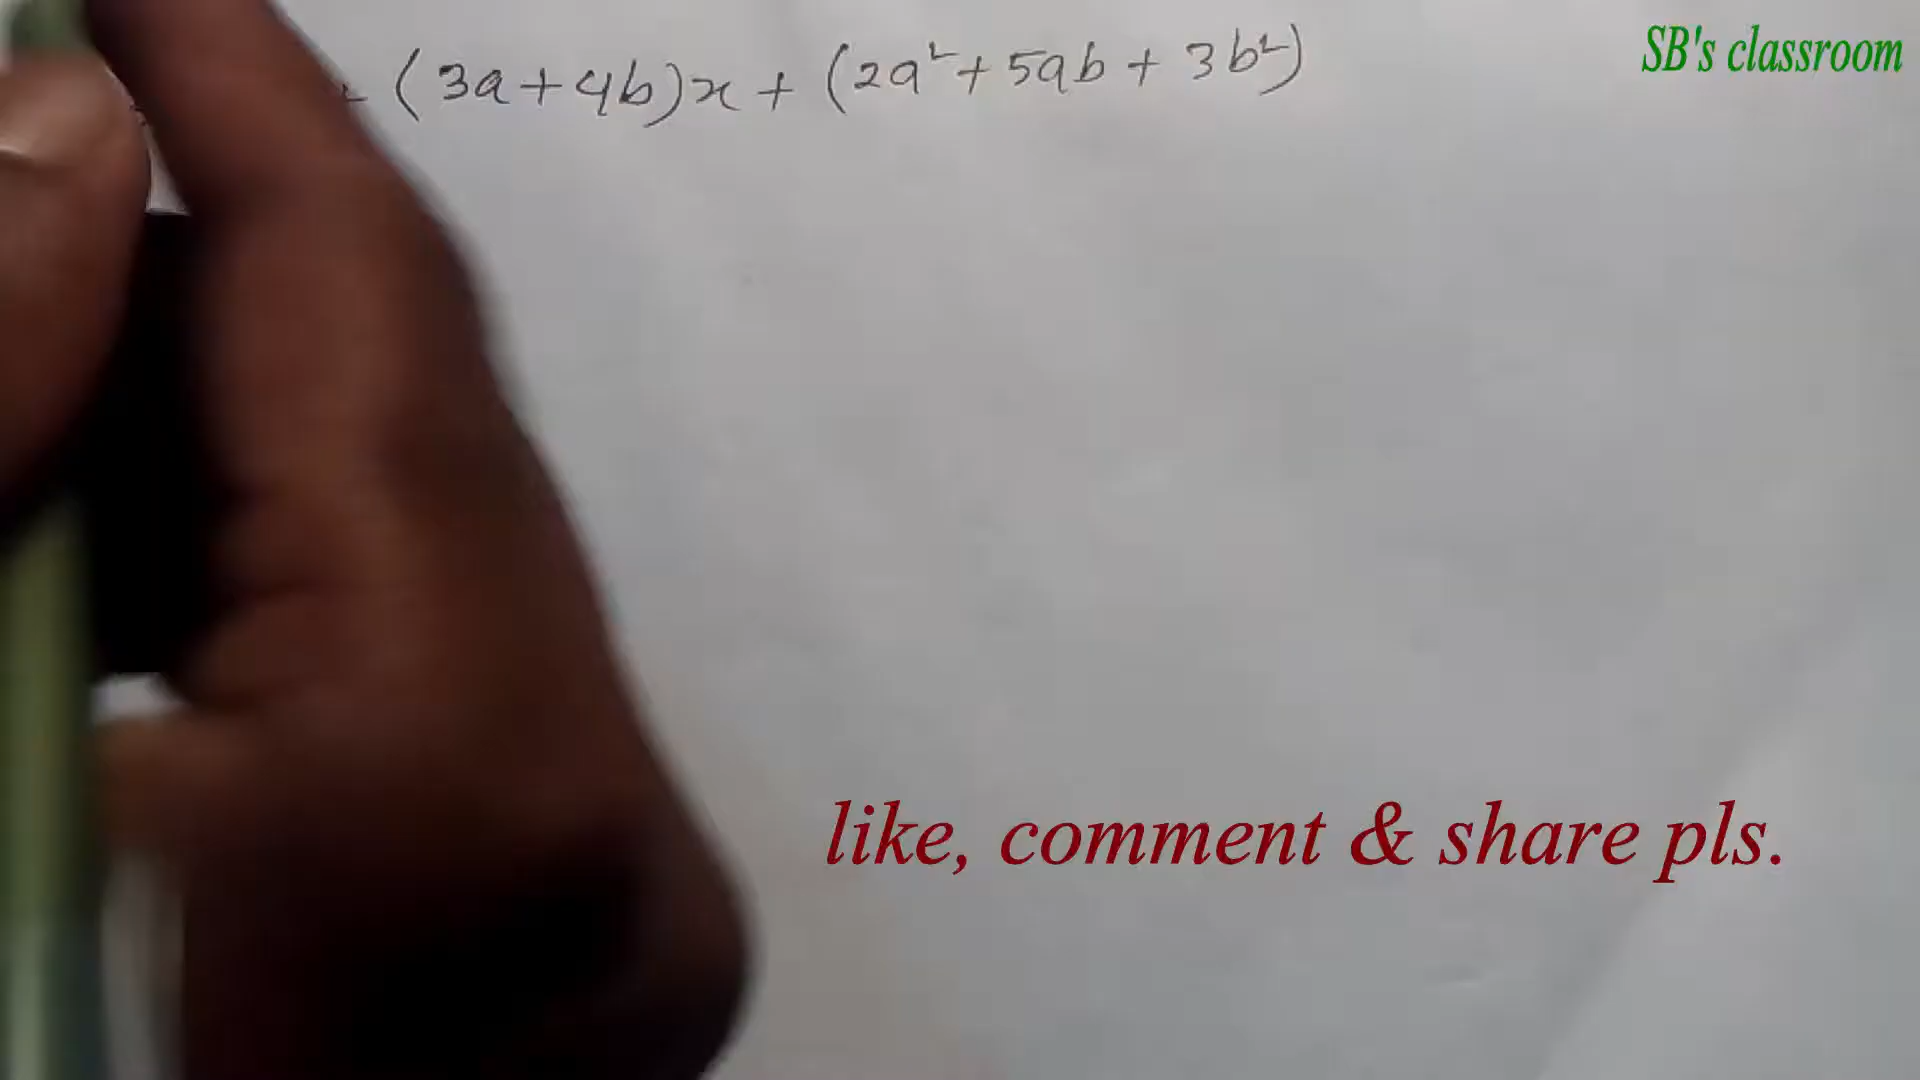 + (3a+4b)x + (2a²+5ab+3b²)
SB's classroom
like, comment & share pls.